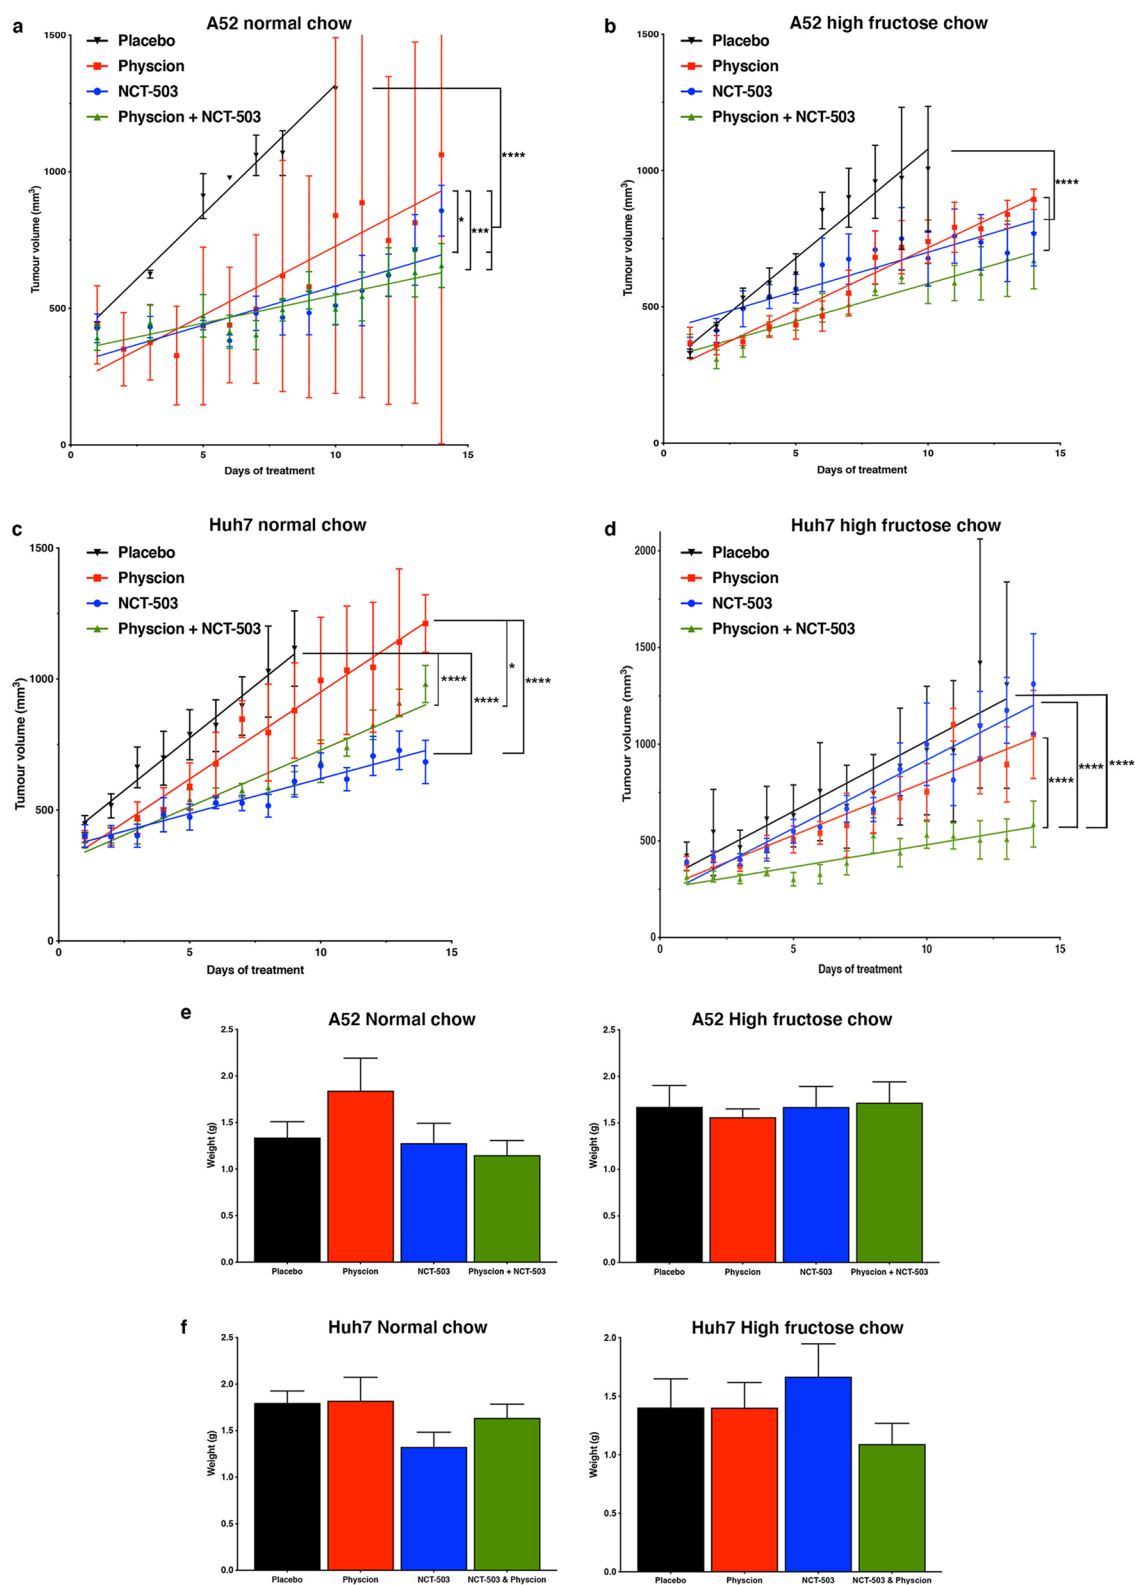 a
A52 normal chow
Placebo
Physcion
NCT-503
Physcion + NCT-503
1500
1000
500
0
Tumour volume (mm3)
0
5
10
15
Days of treatment
****
*
***
b
A52 high fructose chow
Placebo
Physcion
NCT-503
Physcion + NCT-503
1500
1000
500
0
Tumour volume (mm3)
0
5
10
15
Days of treatment
****
c
Huh7 normal chow
Placebo
Physcion
NCT-503
Physcion + NCT-503
1500
1000
500
0
Tumour volume (mm3)
0
5
10
15
Days of treatment
****
****
*
****
d
Huh7 high fructose chow
Placebo
Physcion
NCT-503
Physcion + NCT-503
2000
1500
1000
500
0
Tumour volume (mm3)
0
5
10
15
Days of treatment
****
****
****
e
A52 Normal chow
2.5
2.0
1.5
1.0
0.5
0.0
Weight (g)
Placebo
Physcion
NCT-503
Physcion + NCT-503
A52 High fructose chow
2.5
2.0
1.5
1.0
0.5
0.0
Weight (g)
Placebo
Physcion
NCT-503
Physcion + NCT-503
f
Huh7 Normal chow
2.5
2.0
1.5
1.0
0.5
0.0
Weight (g)
Placebo
Physcion
NCT-503
NCT-503 & Physcion
Huh7 High fructose chow
2.0
1.5
1.0
0.5
0.0
Weight (g)
Placebo
Physcion
NCT-503
NCT-503 & Physcion